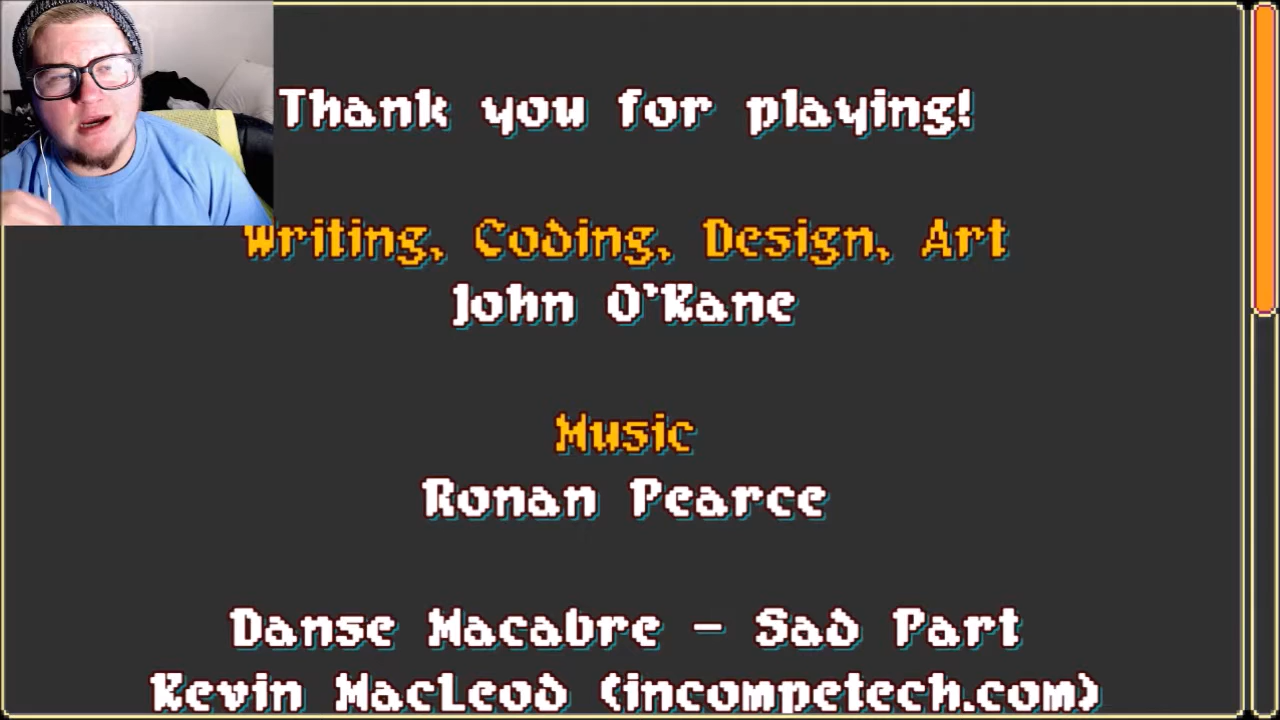 Thank you for playing!
Writing, Coding, Design, Art
John O'Kane
Music
Ronan Pearce
Danse Macabre - Sad Part
Kevin MacLeod (incompetech.com)